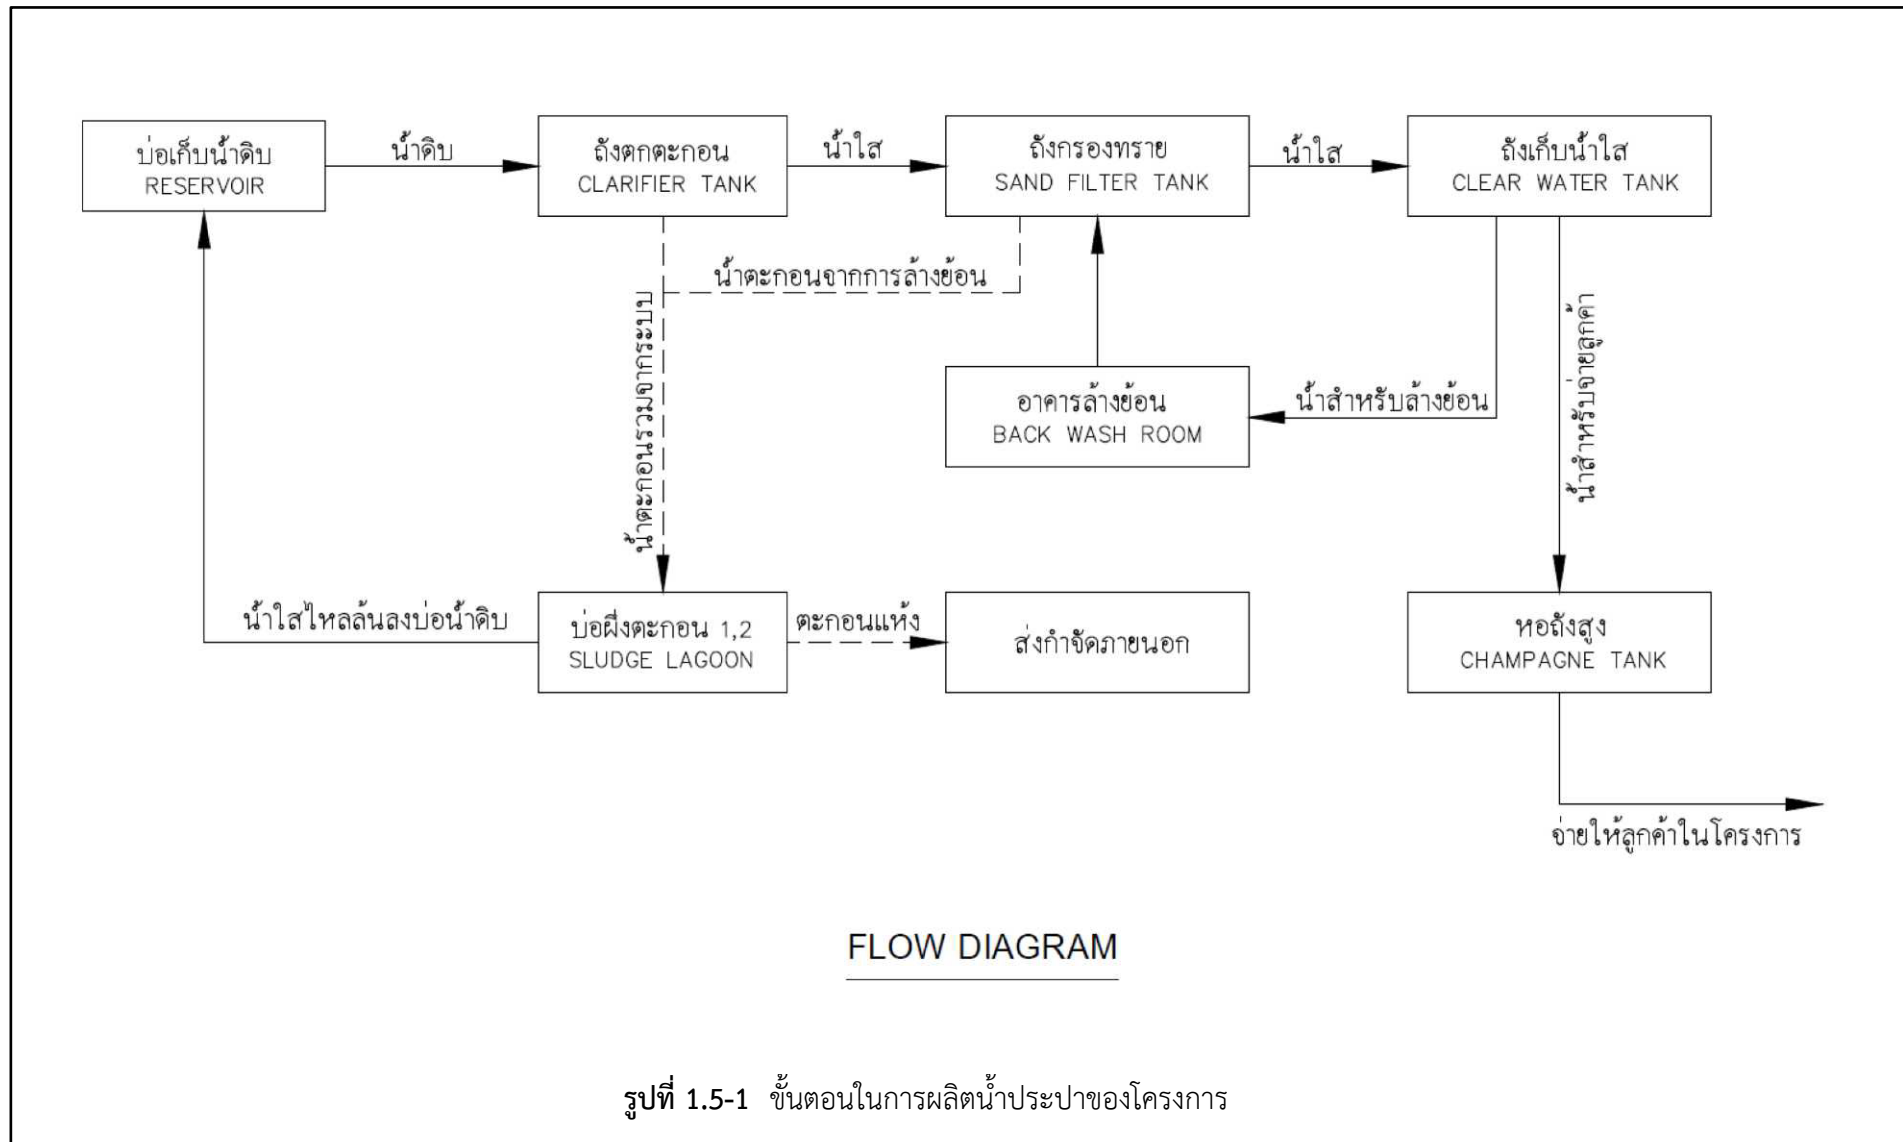 บ่อเก็บน้ำดิบ
RESERVOIR
น้ำดิบ
ถังตกตะกอน
CLARIFIER TANK
น้ำใส
ถังกรองทราย
SAND FILTER TANK
น้ำใส
ถังเก็บน้ำใส
CLEAR WATER TANK
น้ำตะกอนจากการล้างย้อน
น้ำตะกอนรวมจากระบบ
อาคารล้างย้อน
BACK WASH ROOM
น้ำสำหรับล้างย้อน
น้ำสำหรับจ่ายลูกค้า
น้ำใสไหลล้นลงบ่อน้ำดิบ
บ่อผึ่งตะกอน 1,2
SLUDGE LAGOON
ตะกอนแห้ง
ส่งกำจัดภายนอก
หอถังสูง
CHAMPAGNE TANK
จ่ายให้ลูกค้าในโครงการ
FLOW DIAGRAM
รูปที่ 1.5-1 ขั้นตอนในการผลิตน้ำประปาของโครงการ